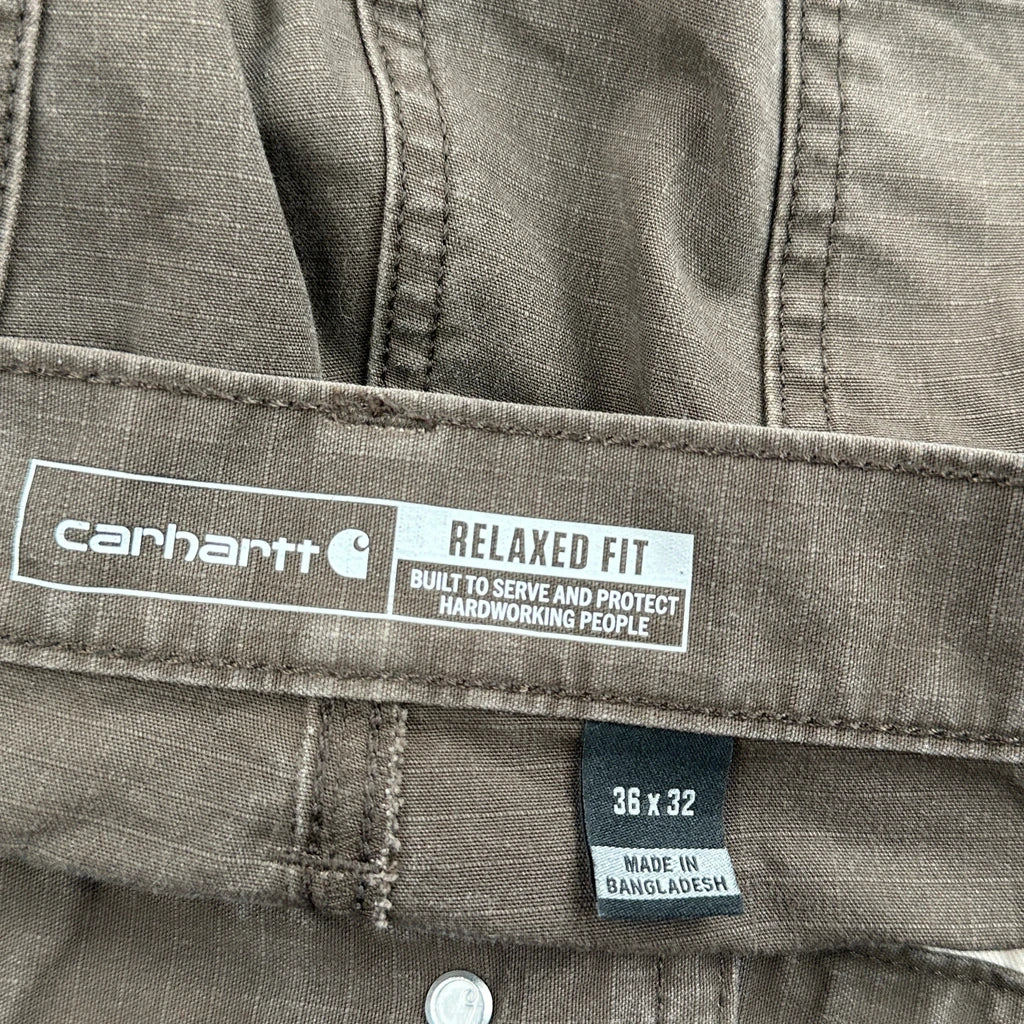 carhartt
RELAXED FIT
BUILT TO SERVE AND PROTECT
HARDWORKING PEOPLE
36 x 32
MADE IN
BANGLADESH